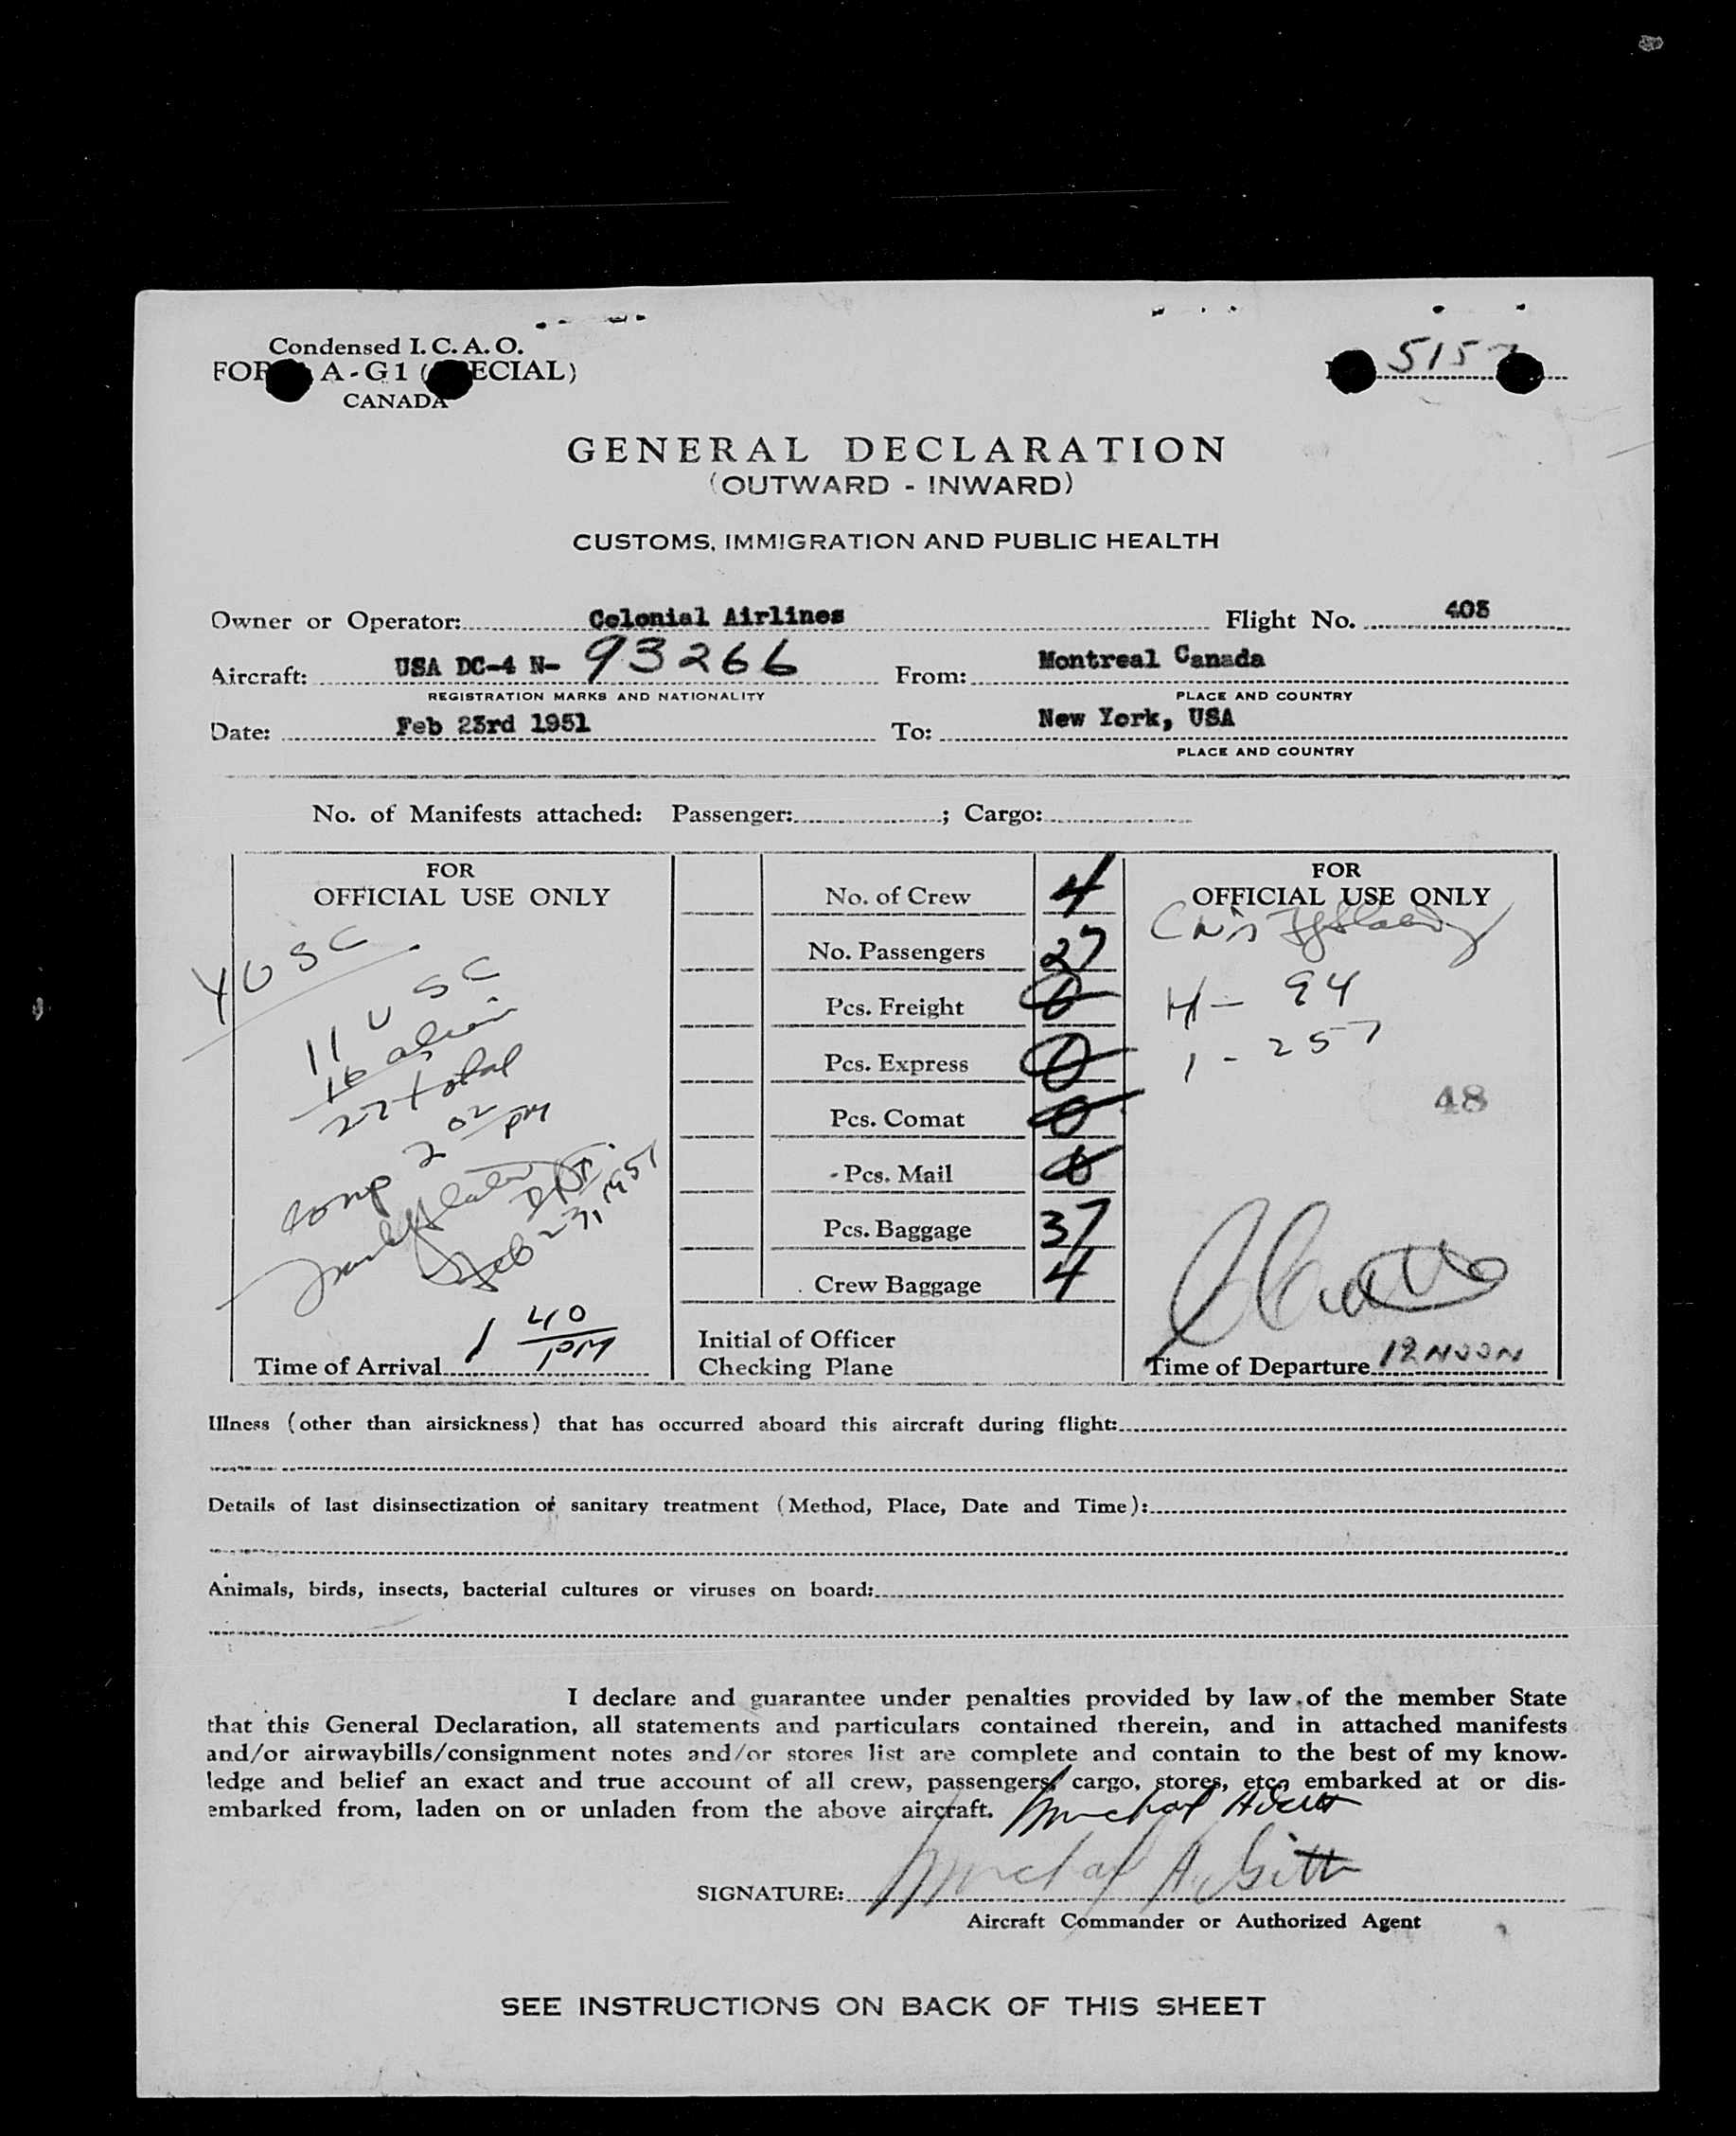 Condensed I. C. A. O.
FOR A-G1 ( ECIAL)
CANADA
515
GENERAL DECLARATION
(OUTWARD - INWARD)
CUSTOMS, IMMIGRATION AND PUBLIC HEALTH
Owner or Operator: Colonial Airlines Flight No. 405
Aircraft: USA DC-4 N- 93266 From: Montreal Canada
REGISTRATION MARKS AND NATIONALITY PLACE AND COUNTRY
Date: Feb 23rd 1951 To: New York, USA
PLACE AND COUNTRY
No. of Manifests attached: Passenger: ; Cargo:
FOR
OFFICIAL USE ONLY
4 USC
11 USC
16 alien
27 total
comp 2 02 PM
Feb 23, 1951
Time of Arrival 1 40 PM
No. of Crew 4
No. Passengers 27
Pcs. Freight 0
Pcs. Express 0
Pcs. Comat 0
Pcs. Mail 0
Pcs. Baggage 37
Crew Baggage 4
Initial of Officer
Checking Plane
FOR
OFFICIAL USE ONLY
H - 94
1 - 257
48
Time of Departure 12 NOON
Illness (other than airsickness) that has occurred aboard this aircraft during flight:
Details of last disinsectization or sanitary treatment (Method, Place, Date and Time):
Animals, birds, insects, bacterial cultures or viruses on board:
I declare and guarantee under penalties provided by law of the member State
that this General Declaration, all statements and particulars contained therein, and in attached manifests
and/or airwaybills/consignment notes and/or stores list are complete and contain to the best of my know-
ledge and belief an exact and true account of all crew, passengers, cargo, stores, etc, embarked at or dis-
embarked from, laden on or unladen from the above aircraft.
SIGNATURE:
Aircraft Commander or Authorized Agent
SEE INSTRUCTIONS ON BACK OF THIS SHEET